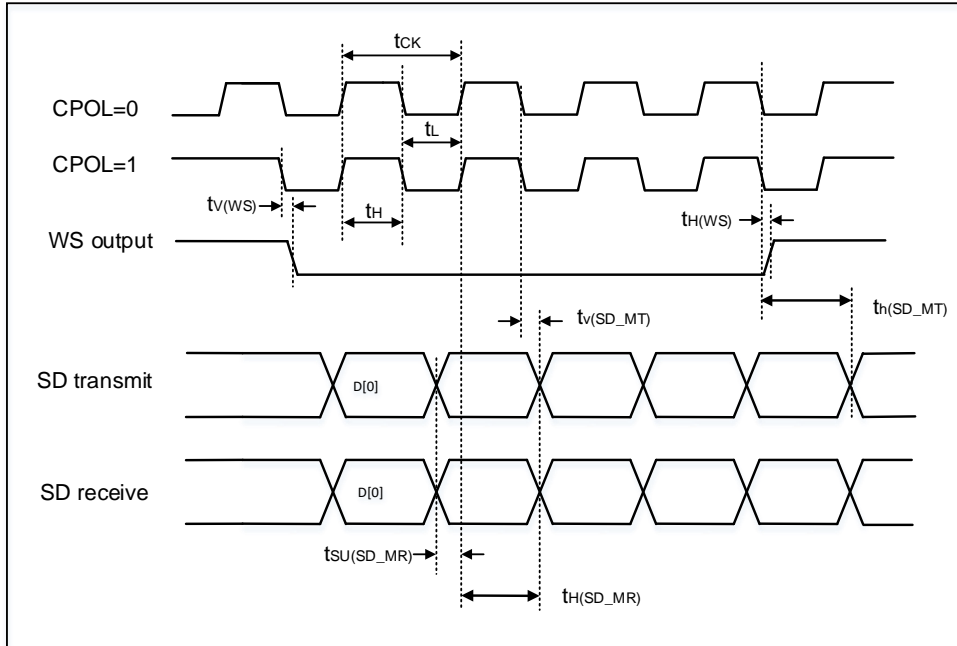 tCK
CPOL=0
tL
CPOL=1
tV(WS)
tH
tH(WS)
WS output
tv(SD_MT)
th(SD_MT)
SD transmit
D[0]
SD receive
D[0]
tSU(SD_MR)
tH(SD_MR)